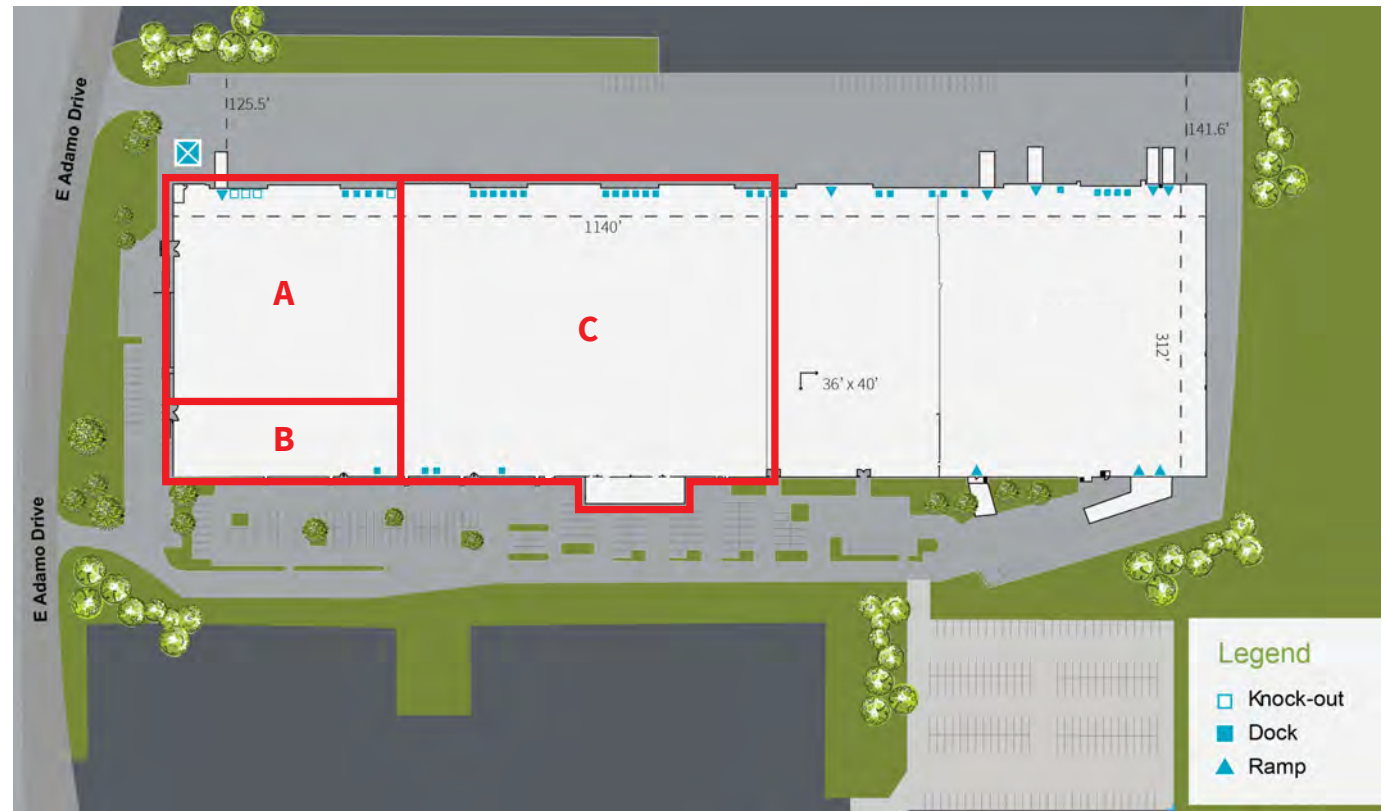 E Adamo Drive
125.5'
141.6'
1140'
A
C
312'
36' x 40'
B
E Adamo Drive
Legend
Knock-out
Dock
Ramp